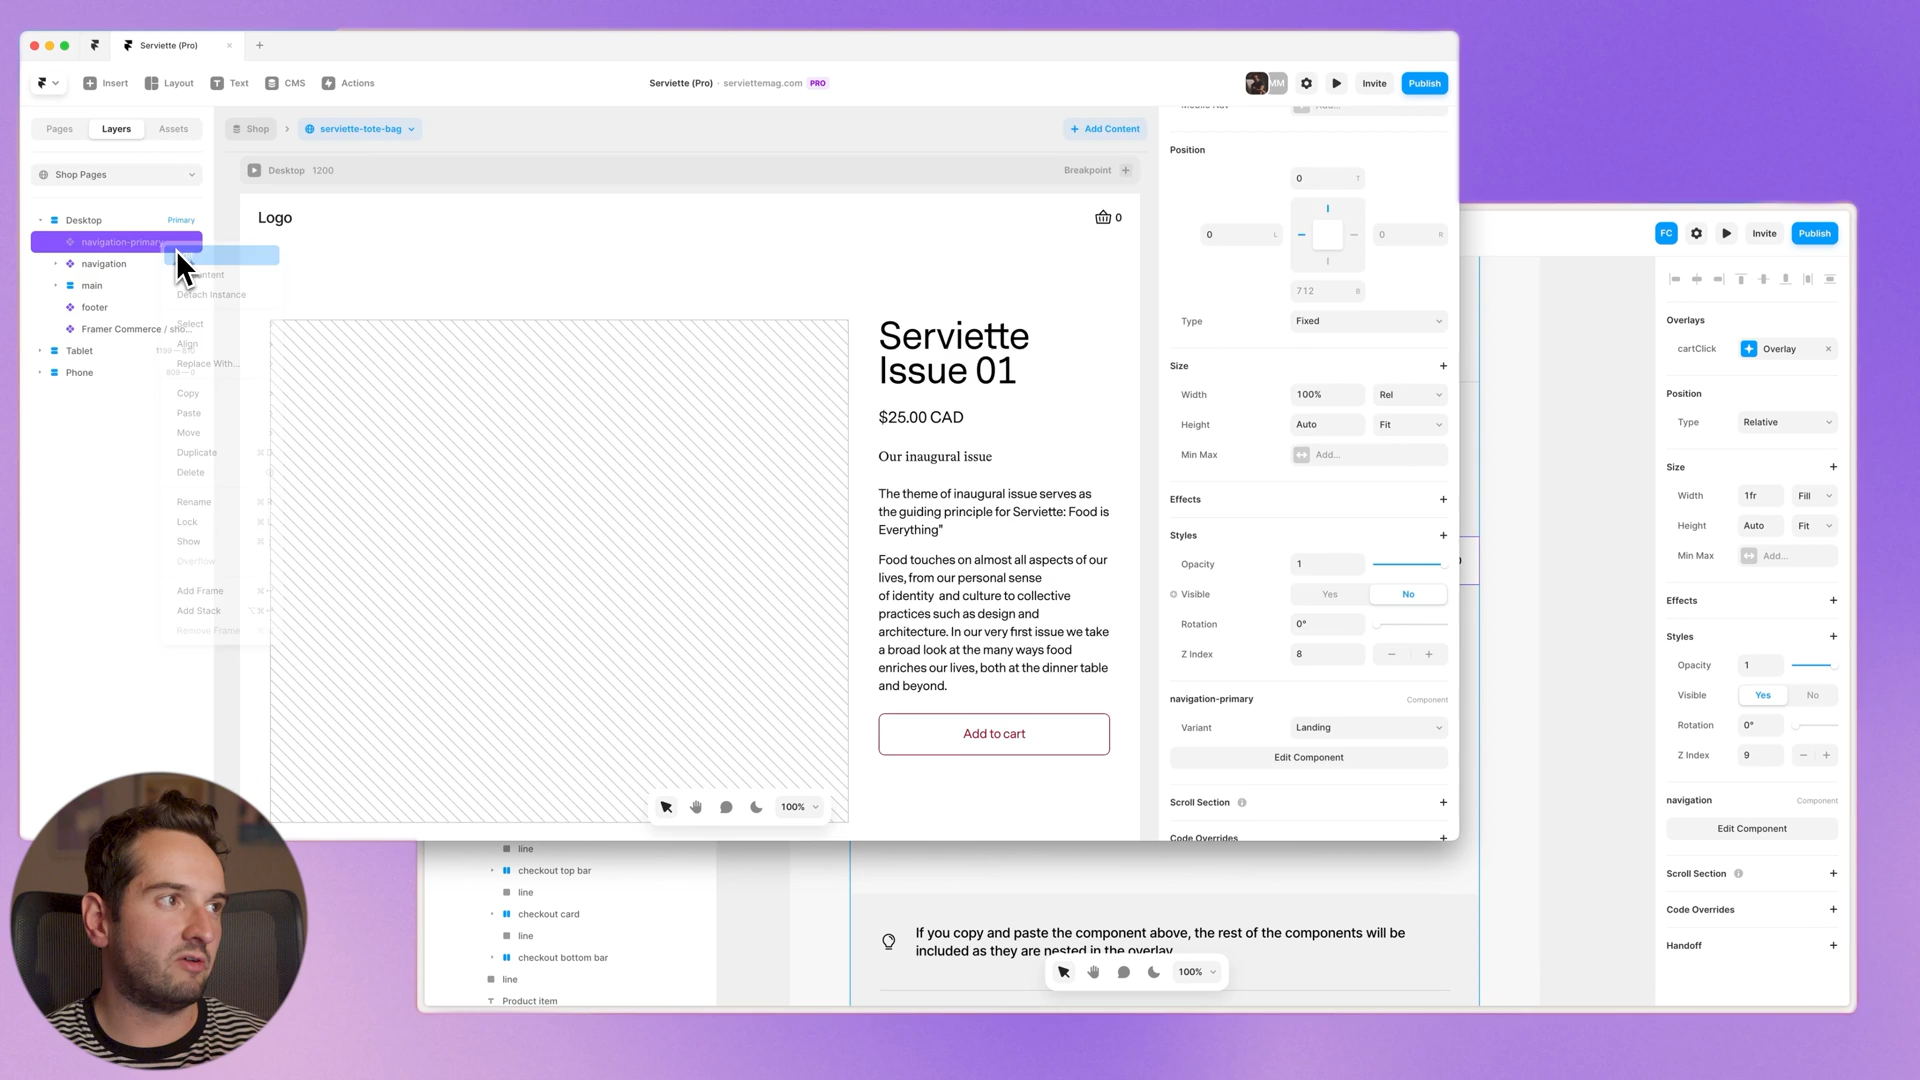 Serviette (Pro)
Insert
Layout
Text
CMS
Actions
Serviette (Pro) · serviettemag.com PRO
MM
Invite
Publish
Pages
Layers
Assets
Shop
serviette-tote-bag
Add Content
Shop Pages
Desktop 1200
Breakpoint
Desktop
Primary
navigation-primary
navigation
main
footer
Framer Commerce / sho...
Tablet
Phone
809 — 0
Detach Instance
Select
Align
Replace With...
Copy
Paste
Move
Duplicate
Delete
Rename
Lock
Show
Overflow
Add Frame
Add Stack
Remove Frame
Logo
0
Serviette
Issue 01
$25.00 CAD
Our inaugural issue
The theme of inaugural issue serves as
the guiding principle for Serviette: Food is
Everything"
Food touches on almost all aspects of our
lives, from our personal sense
of identity and culture to collective
practices such as design and
architecture. In our very first issue we take
a broad look at the many ways food
enriches our lives, both at the dinner table
and beyond.
Add to cart
100%
Position
0 T
0 L
0 R
712 B
Type
Fixed
Size
Width
100%
Rel
Height
Auto
Fit
Min Max
Add...
Effects
Styles
Opacity
1
Visible
Yes
No
Rotation
0°
Z Index
8
navigation-primary
Component
Variant
Landing
Edit Component
Scroll Section
Code Overrides
FC
Invite
Publish
Overlays
cartClick
Overlay
Position
Type
Relative
Size
Width
1fr
Fill
Height
Auto
Fit
Min Max
Add...
Effects
Styles
Opacity
1
Visible
Yes
No
Rotation
0°
Z Index
9
navigation
Component
Edit Component
Scroll Section
Code Overrides
Handoff
line
checkout top bar
line
checkout card
line
checkout bottom bar
line
Product item
If you copy and paste the component above, the rest of the components will be
included as they are nested in the overlay
100%